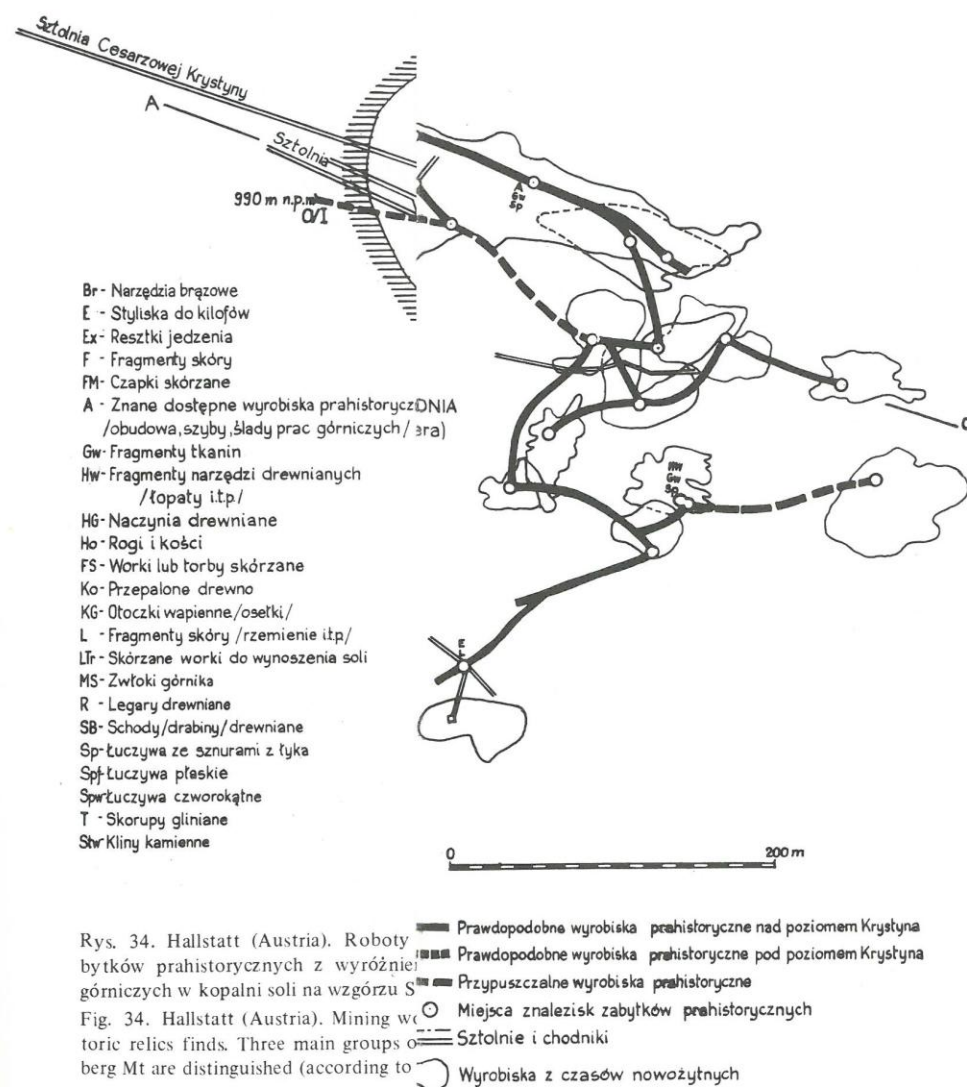 Sztolnia Cesarzowej Krystyny
A
Sztolnia
990 m n.p.m
O/I
A
Gw
Sp
Br - Narzędzia brązowe
E - Styliska do kilofów
Ex - Resztki jedzenia
F - Fragmenty skóry
FM - Czapki skórzane
A - Znane dostępne wyrobiska prahistoryczDNIA
/obudowa, szyby, ślady prac górniczych/ era)
Gw - Fragmenty tkanin
Hw - Fragmenty narzędzi drewnianych
/łopaty i.t.p./
HG - Naczynia drewniane
Ho - Rogi i kości
FS - Worki lub torby skórzane
Ko - Przepalone drewno
KG - Otoczki wapienne /osełki/
L - Fragmenty skóry /rzemienie i.t.p./
LTr - Skórzane worki do wynoszenia soli
MS - Zwłoki górnika
R - Legary drewniane
SB - Schody /drabiny/ drewniane
Sp - Łuczywa ze sznurami z łyka
Spf Łuczywa płaskie
Spw Łuczywa czworokątne
T - Skorupy gliniane
Stw Kliny kamienne
HW
Gw
Sp
E
0 200 m
Prawdopodobne wyrobiska prahistoryczne nad poziomem Krystyna
Prawdopodobne wyrobiska prahistoryczne pod poziomem Krystyna
Przypuszczalne wyrobiska prahistoryczne
Miejsca znalezisk zabytków prahistorycznych
Sztolnie i chodniki
Wyrobiska z czasów nowożytnych
Rys. 34. Hallstatt (Austria). Roboty
bytków prahistorycznych z wyróżnie
górniczych w kopalni soli na wzgórzu S
Fig. 34. Hallstatt (Austria). Mining wo
toric relics finds. Three main groups o
berg Mt are distinguished (according to